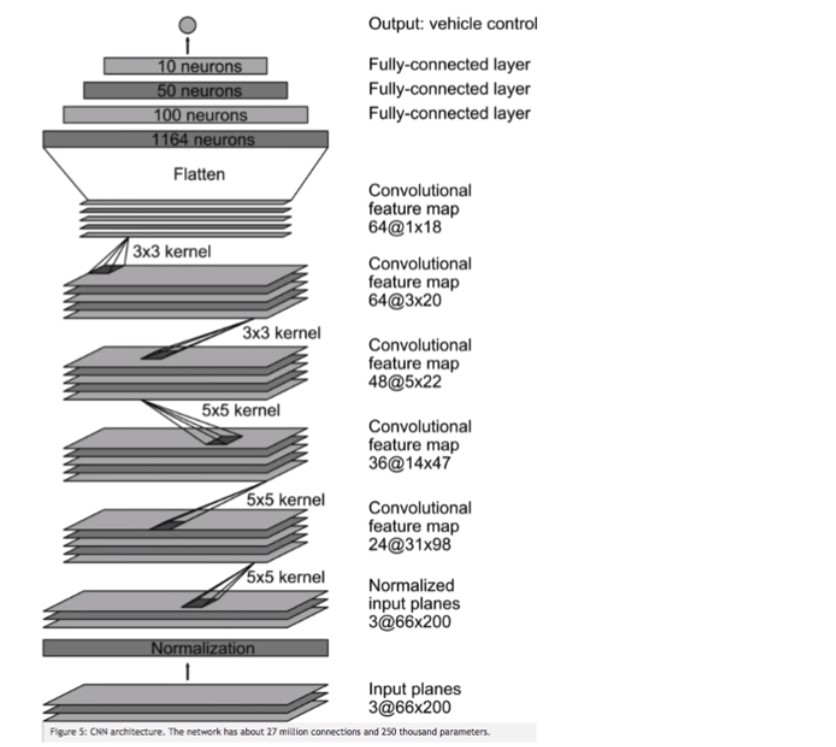 Output: vehicle control
10 neurons
Fully-connected layer
50 neurons
Fully-connected layer
100 neurons
Fully-connected layer
1164 neurons
Flatten
Convolutional
feature map
64@1x18
3x3 kernel
Convolutional
feature map
64@3x20
3x3 kernel
Convolutional
feature map
48@5x22
5x5 kernel
Convolutional
feature map
36@14x47
5x5 kernel
Convolutional
feature map
24@31x98
5x5 kernel
Normalized
input planes
3@66x200
Normalization
Input planes
3@66x200
Figure 5: CNN architecture. The network has about 27 million connections and 250 thousand parameters.